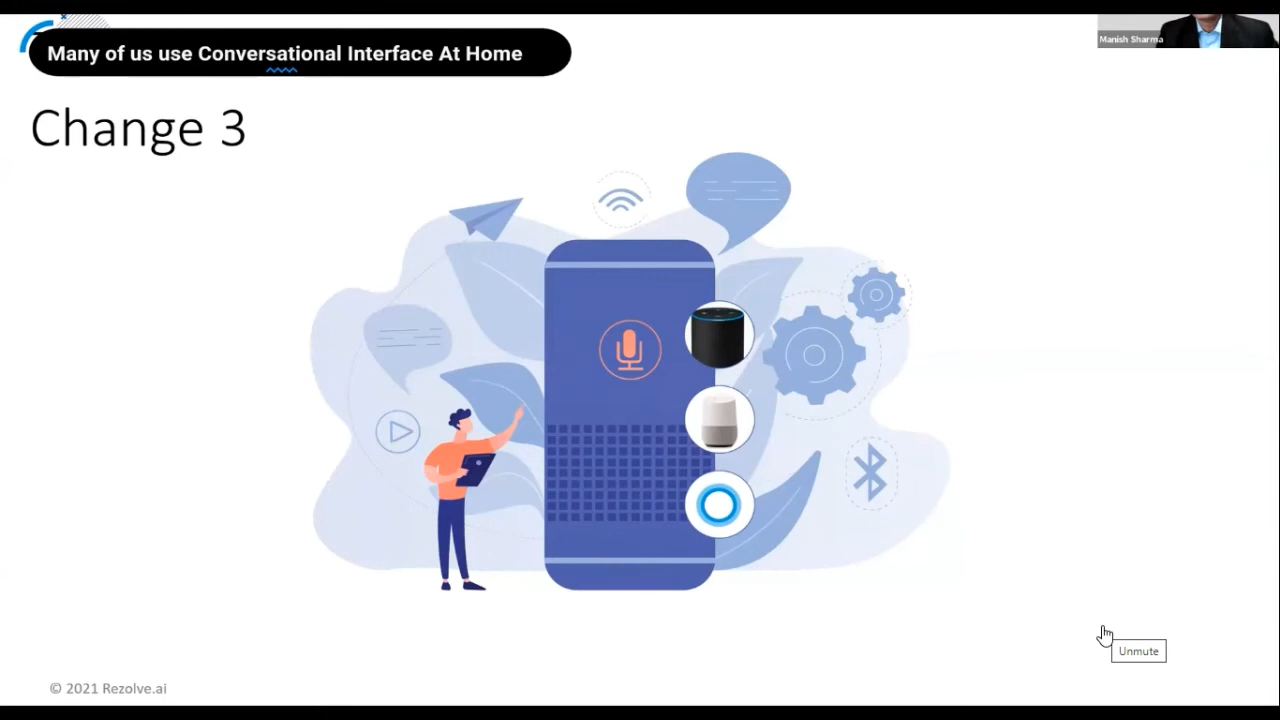 Many of us use Conversational Interface At Home
Manish Sharma
Change 3
Unmute
© 2021 Rezolve.ai